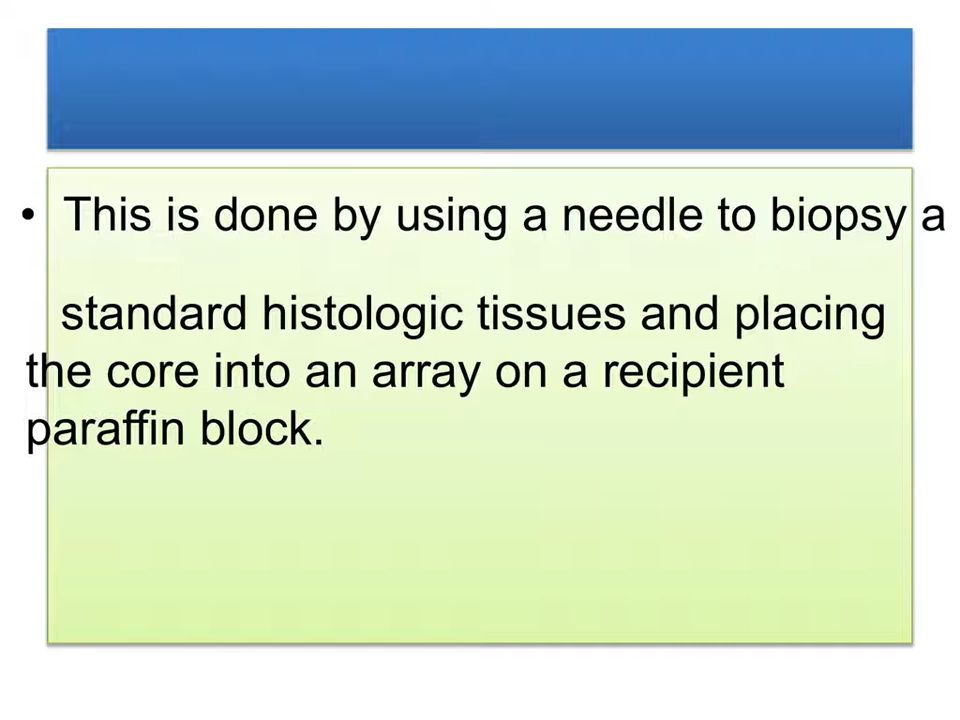 • This is done by using a needle to biopsy a
standard histologic tissues and placing
the core into an array on a recipient
paraffin block.